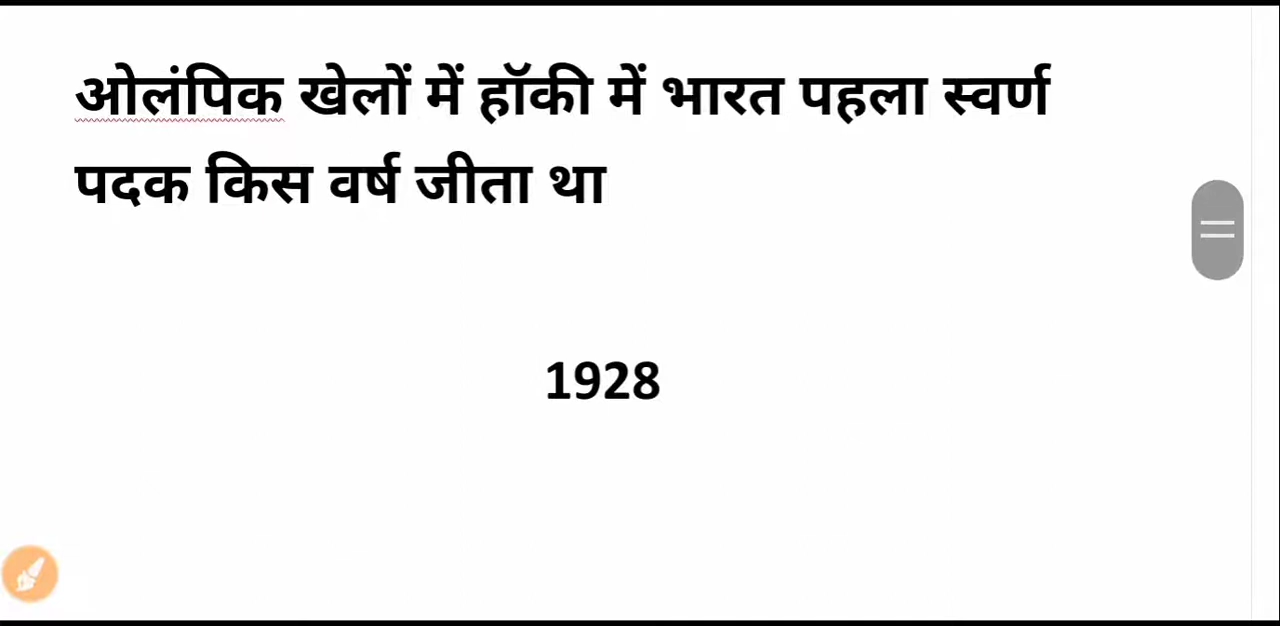 ओलंपिक खेलों में हॉकी में भारत पहला स्वर्ण
पदक किस वर्ष जीता था
1928